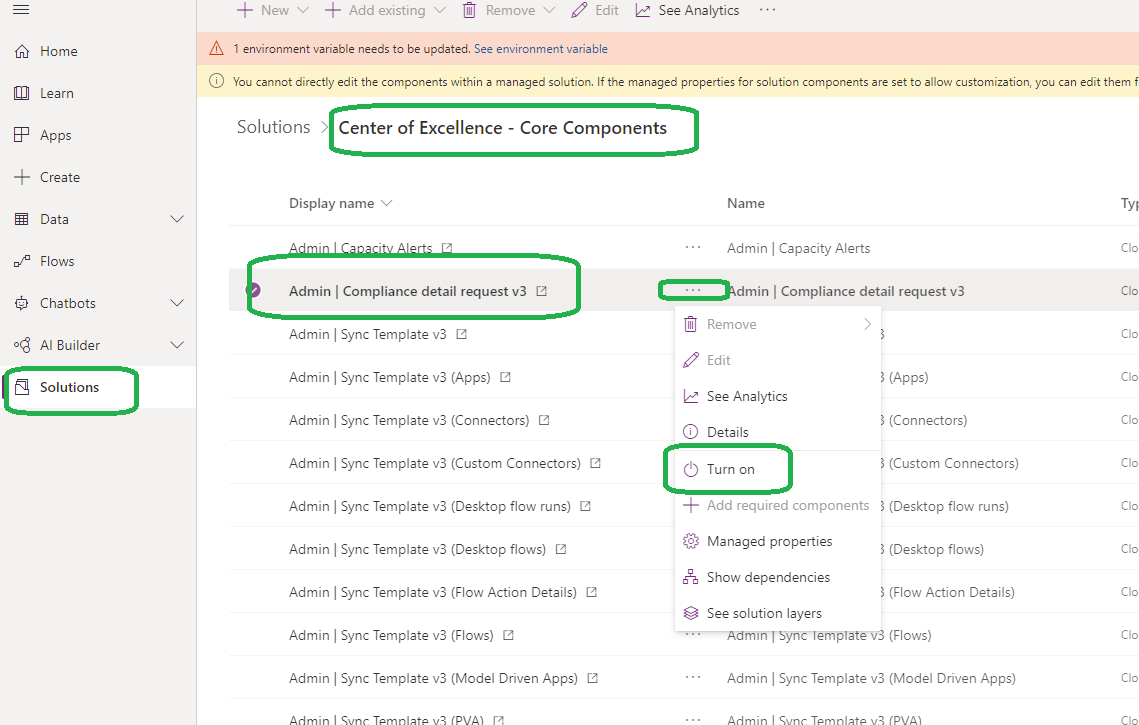 New
Add existing
Remove
Edit
See Analytics
...
1 environment variable needs to be updated. See environment variable
You cannot directly edit the components within a managed solution. If the managed properties for solution components are set to allow customization, you can edit them f
Home
Learn
Apps
Create
Data
Flows
Chatbots
AI Builder
Solutions
Solutions > Center of Excellence - Core Components
Display name Name Typ
Admin | Capacity Alerts ... Admin | Capacity Alerts Clo
Admin | Compliance detail request v3 ... Admin | Compliance detail request v3 Clo
Admin | Sync Template v3 3 Clo
Admin | Sync Template v3 (Apps) 3 (Apps) Clo
Admin | Sync Template v3 (Connectors) 3 (Connectors) Clo
Admin | Sync Template v3 (Custom Connectors) 3 (Custom Connectors) Clo
Admin | Sync Template v3 (Desktop flow runs) 3 (Desktop flow runs) Clo
Admin | Sync Template v3 (Desktop flows) 3 (Desktop flows) Clo
Admin | Sync Template v3 (Flow Action Details) 3 (Flow Action Details) Clo
Admin | Sync Template v3 (Flows) ... Admin | Sync Template v3 (Flows) Clo
Admin | Sync Template v3 (Model Driven Apps) ... Admin | Sync Template v3 (Model Driven Apps) Clo
Admin | Sync Template v3 (PVA) ... Admin | Sync Template v3 (PVA) Clo
Remove
Edit
See Analytics
Details
Turn on
Add required components
Managed properties
Show dependencies
See solution layers